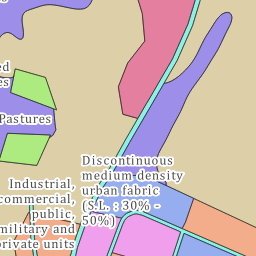 ed
es
Pastures
Discontinuous
medium-density
urban fabric
(S.L. : 30% -
50%)
Industrial,
commercial,
public,
military and
private units